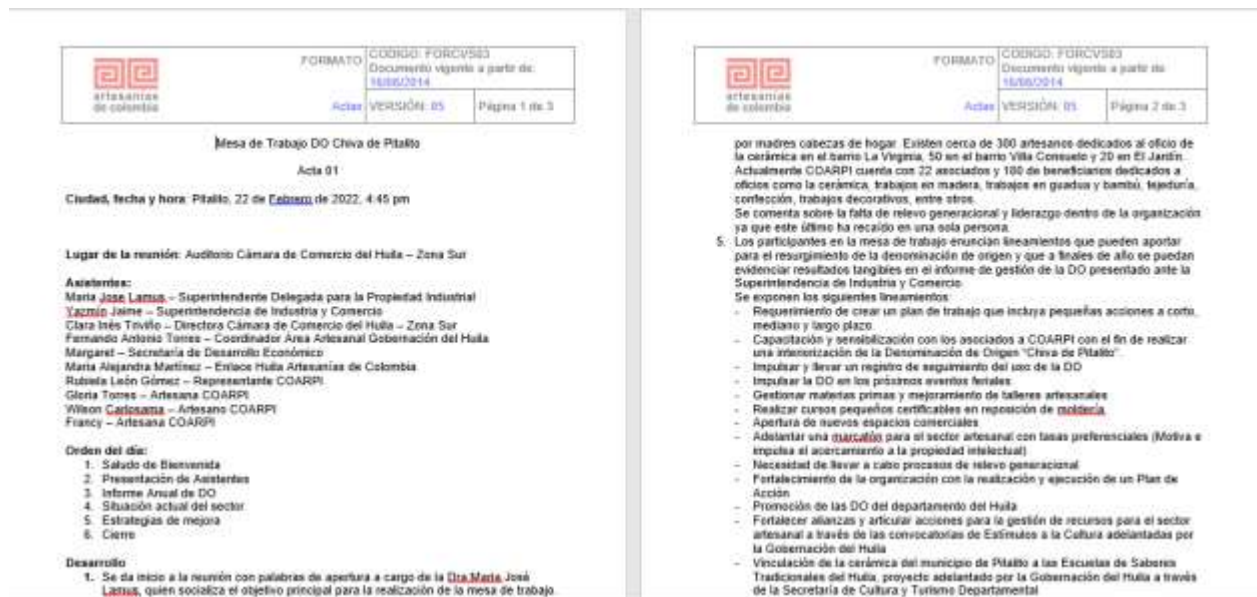 artesanías
de colombia
FORMATO
CODIGO: FORCVS03
Documento vigente a partir de:
16/06/2014
Actas
VERSIÓN: 05
Página 1 de 3
Mesa de Trabajo DO Chiva de Pitalito
Acta 01
Ciudad, fecha y hora: Pitalito, 22 de Febrero de 2022, 4:45 pm
Lugar de la reunión: Auditorio Cámara de Comercio del Huila – Zona Sur
Asistentes:
Maria Jose Lamus – Superintendente Delegada para la Propiedad Industrial
Yazmin Jaime – Superintendencia de Industria y Comercio
Clara Inés Triviño – Directora Cámara de Comercio del Huila – Zona Sur
Fernando Antonio Torres – Coordinador Area Artesanal Gobernación del Huila
Margaret – Secretaría de Desarrollo Económico
Maria Alejandra Martínez – Enlace Huila Artesanías de Colombia
Rubiela León Gómez – Representante COARPI
Gloria Torres – Artesana COARPI
Wilson Carlosama – Artesano COARPI
Francy – Artesana COARPI
Orden del día:
1. Saludo de Bienvenida
2. Presentación de Asistentes
3. Informe Anual de DO
4. Situación actual del sector
5. Estrategias de mejora
6. Cierre
Desarrollo
1. Se da inicio a la reunión con palabras de apertura a cargo de la Dra Maria José
Lamus, quien socializa el objetivo principal para la realización de la mesa de trabajo.
artesanías
de colombia
FORMATO
CODIGO: FORCVS03
Documento vigente a partir de:
16/06/2014
Actas
VERSIÓN: 05
Página 2 de 3
por madres cabezas de hogar. Existen cerca de 300 artesanos dedicados al oficio de
la cerámica en el barrio La Virginia, 50 en el barrio Villa Consuelo y 20 en El Jardín.
Actualmente COARPI cuenta con 22 asociados y 180 de beneficiarios dedicados a
oficios como la cerámica, trabajos en madera, trabajos en guadua y bambú, tejeduría,
confección, trabajos decorativos, entre otros.
Se comenta sobre la falta de relevo generacional y liderazgo dentro de la organización
ya que este último ha recaído en una sola persona.
5. Los participantes en la mesa de trabajo enuncian lineamientos que pueden aportar
para el resurgimiento de la denominación de origen y que a finales de año se puedan
evidenciar resultados tangibles en el informe de gestión de la DO presentado ante la
Superintendencia de Industria y Comercio.
Se exponen los siguientes lineamientos:
- Requerimiento de crear un plan de trabajo que incluya pequeñas acciones a corto,
mediano y largo plazo.
- Capacitación y sensibilización con los asociados a COARPI con el fin de realizar
una interiorización de la Denominación de Origen "Chiva de Pitalito".
- Impulsar y llevar un registro de seguimiento del uso de la DO
- Impulsar la DO en los próximos eventos feriales
- Gestionar materias primas y mejoramiento de talleres artesanales
- Realizar cursos pequeños certificables en reposición de moldería
- Apertura de nuevos espacios comerciales
- Adelantar una marcatón para el sector artesanal con tasas preferenciales (Motiva e
impulsa el acercamiento a la propiedad intelectual)
- Necesidad de llevar a cabo procesos de relevo generacional
- Fortalecimiento de la organización con la realización y ejecución de un Plan de
Acción
- Promoción de las DO del departamento del Huila
- Fortalecer alianzas y articular acciones para la gestión de recursos para el sector
artesanal a través de las convocatorias de Estímulos a la Cultura adelantadas por
la Gobernación del Huila
- Vinculación de la cerámica del municipio de Pitalito a las Escuelas de Saberes
Tradicionales del Huila, proyecto adelantado por la Gobernación del Huila a través
de la Secretaría de Cultura y Turismo Departamental